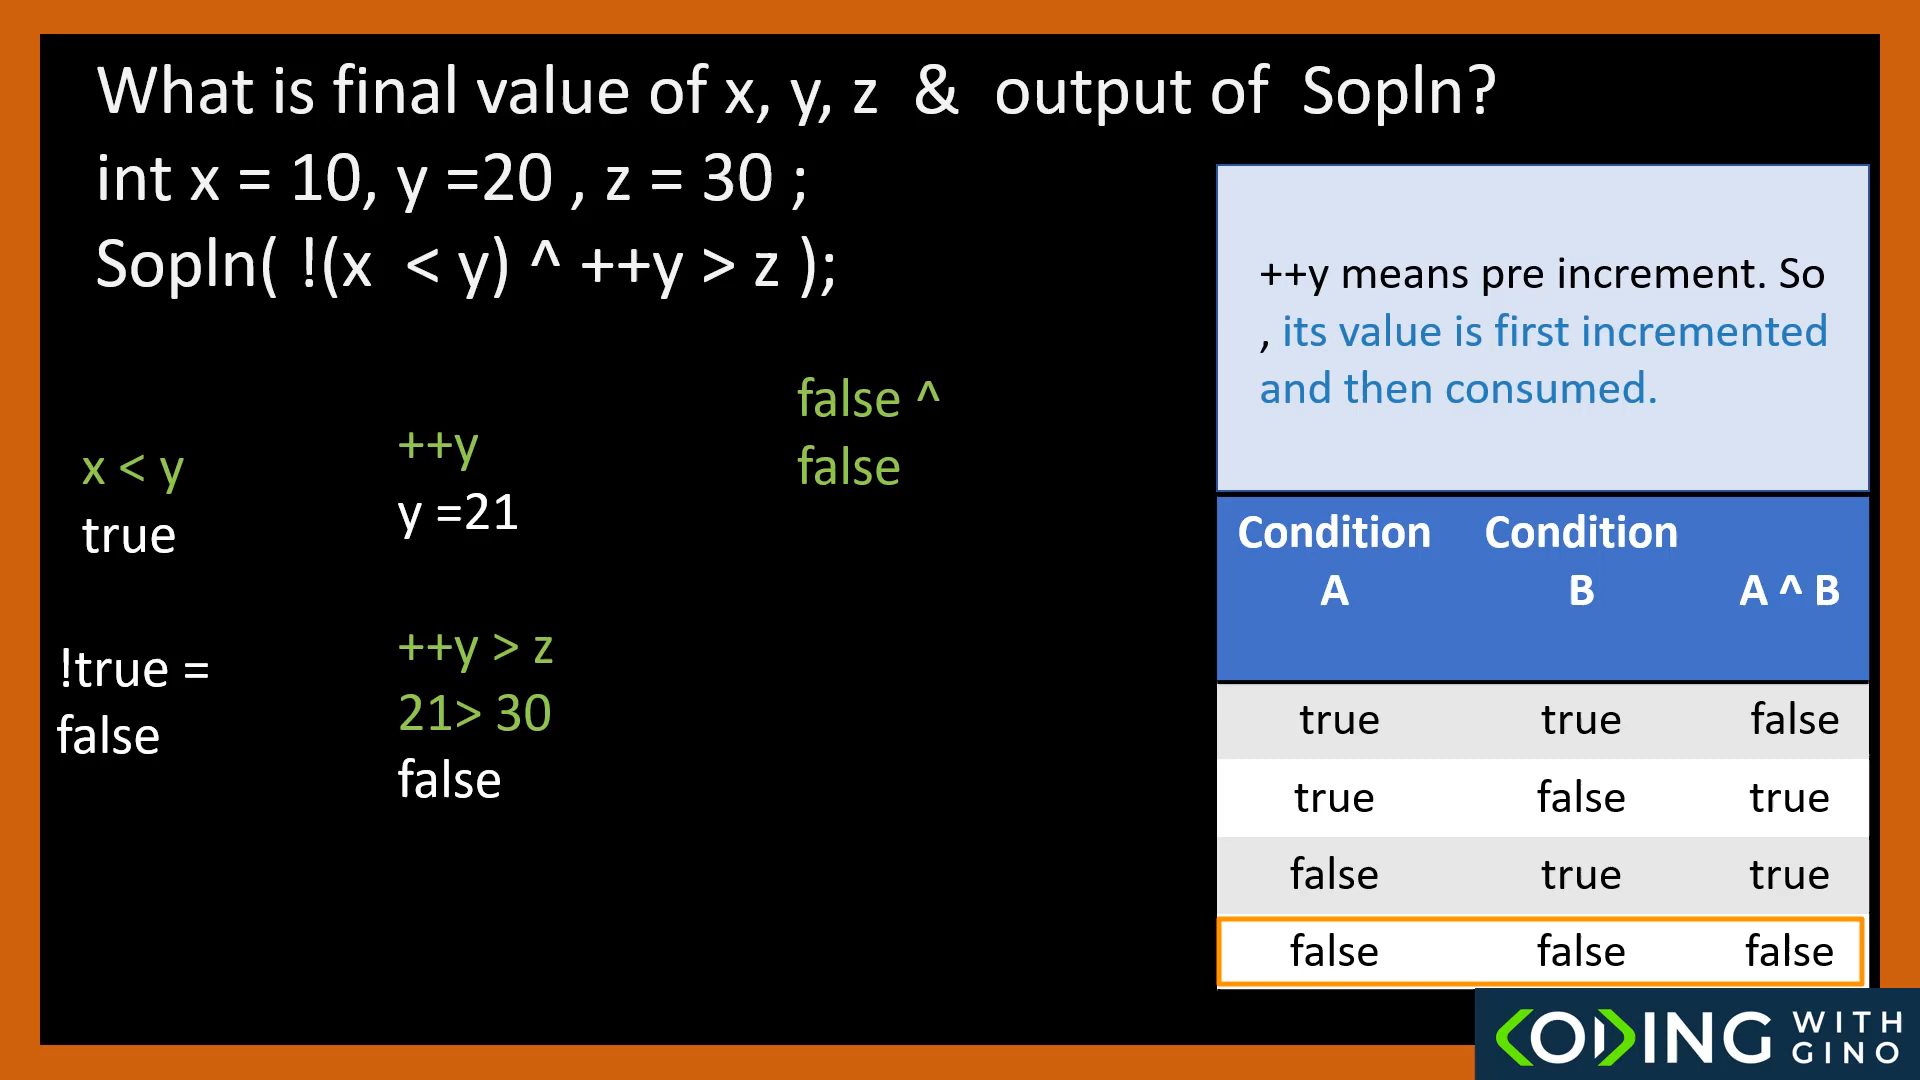 What is final value of x, y, z & output of Sopln?
int x = 10, y =20 , z = 30 ;
Sopln( !(x < y) ^ ++y > z );
x < y
true
!true =
false
++y
y =21
++y > z
21> 30
false
false ^
false
++y means pre increment. So
, its value is first incremented
and then consumed.
Condition A Condition B A ^ B
true true false
true false true
false true true
false false false
CODING WITH GINO